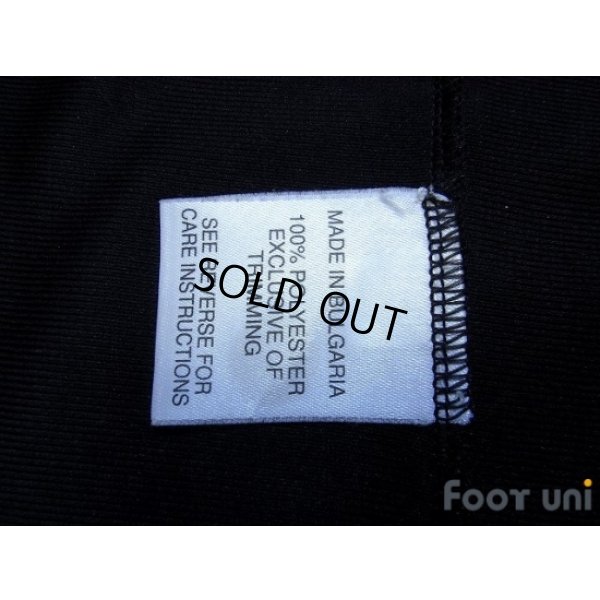 MADE IN BULGARIA
100% POLYESTER
EXCLUSIVE OF
TRIMMING
SEE REVERSE FOR
CARE INSTRUCTIONS
SOLD OUT
Foot uni